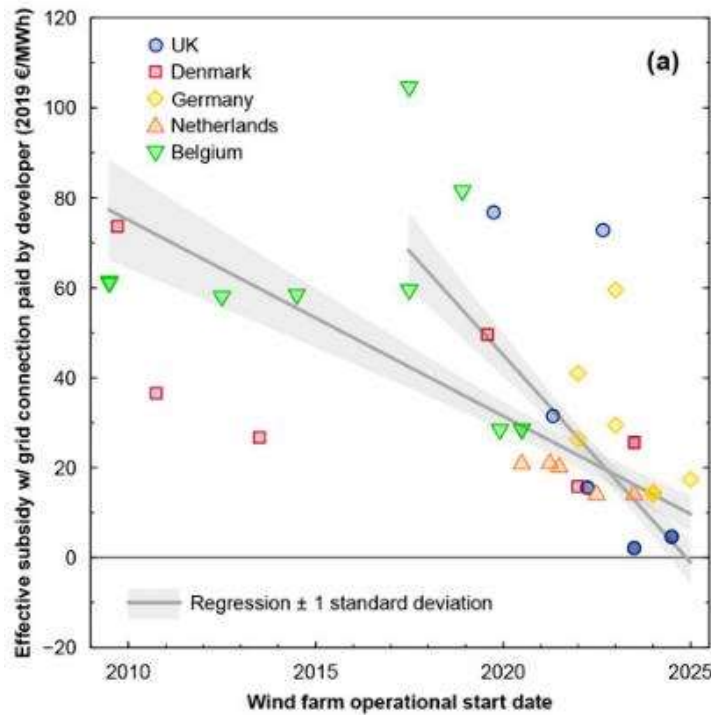 Effective subsidy w/ grid connection paid by developer (2019 €/MWh)
120
100
80
60
40
20
0
−20
UK
Denmark
Germany
Netherlands
Belgium
(a)
Regression ± 1 standard deviation
2010 2015 2020 2025
Wind farm operational start date